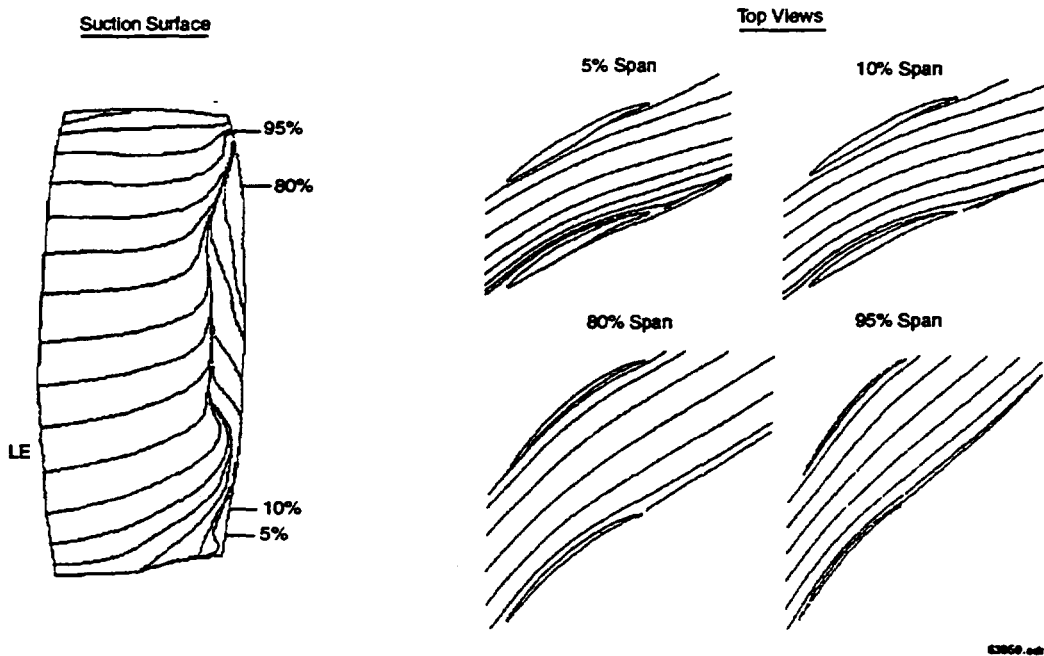 Suction Surface
Top Views
5% Span
10% Span
95%
80%
80% Span
95% Span
LE
10%
5%